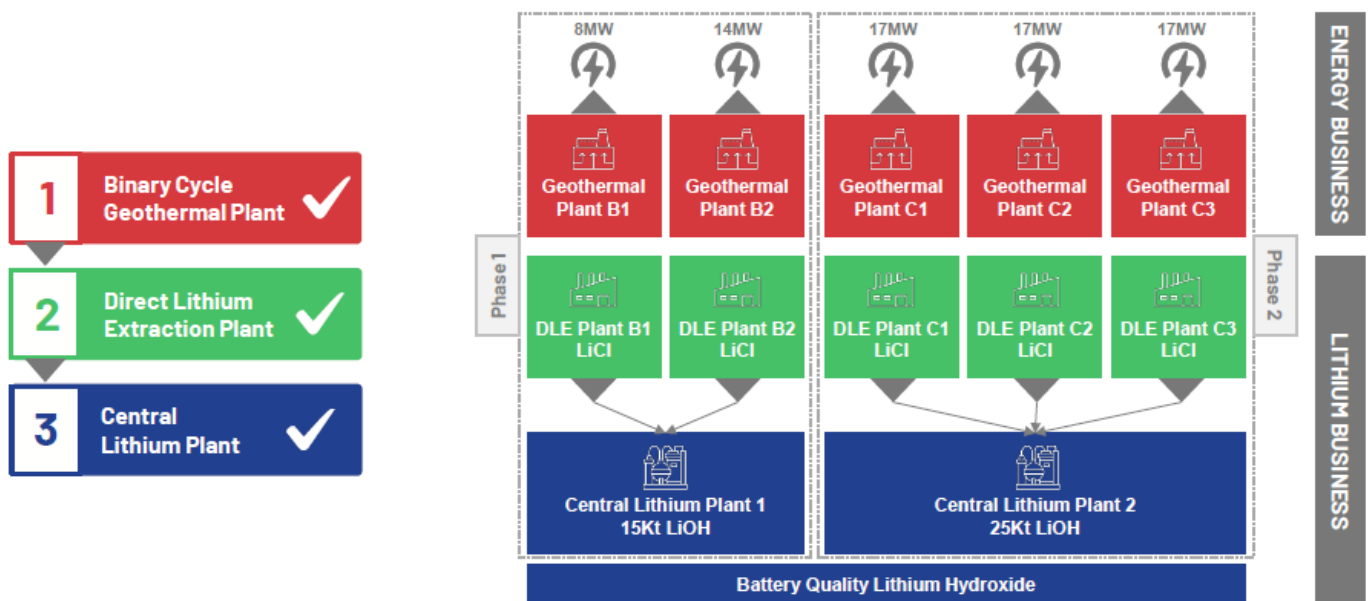 1
Binary Cycle
Geothermal Plant
2
Direct Lithium
Extraction Plant
3
Central
Lithium Plant
8MW
14MW
17MW
17MW
17MW
Geothermal
Plant B1
Geothermal
Plant B2
Geothermal
Plant C1
Geothermal
Plant C2
Geothermal
Plant C3
ENERGY BUSINESS
Phase 1
Phase 2
DLE Plant B1
LiCl
DLE Plant B2
LiCl
DLE Plant C1
LiCl
DLE Plant C2
LiCl
DLE Plant C3
LiCl
LITHIUM BUSINESS
Central Lithium Plant 1
15Kt LiOH
Central Lithium Plant 2
25Kt LiOH
Battery Quality Lithium Hydroxide